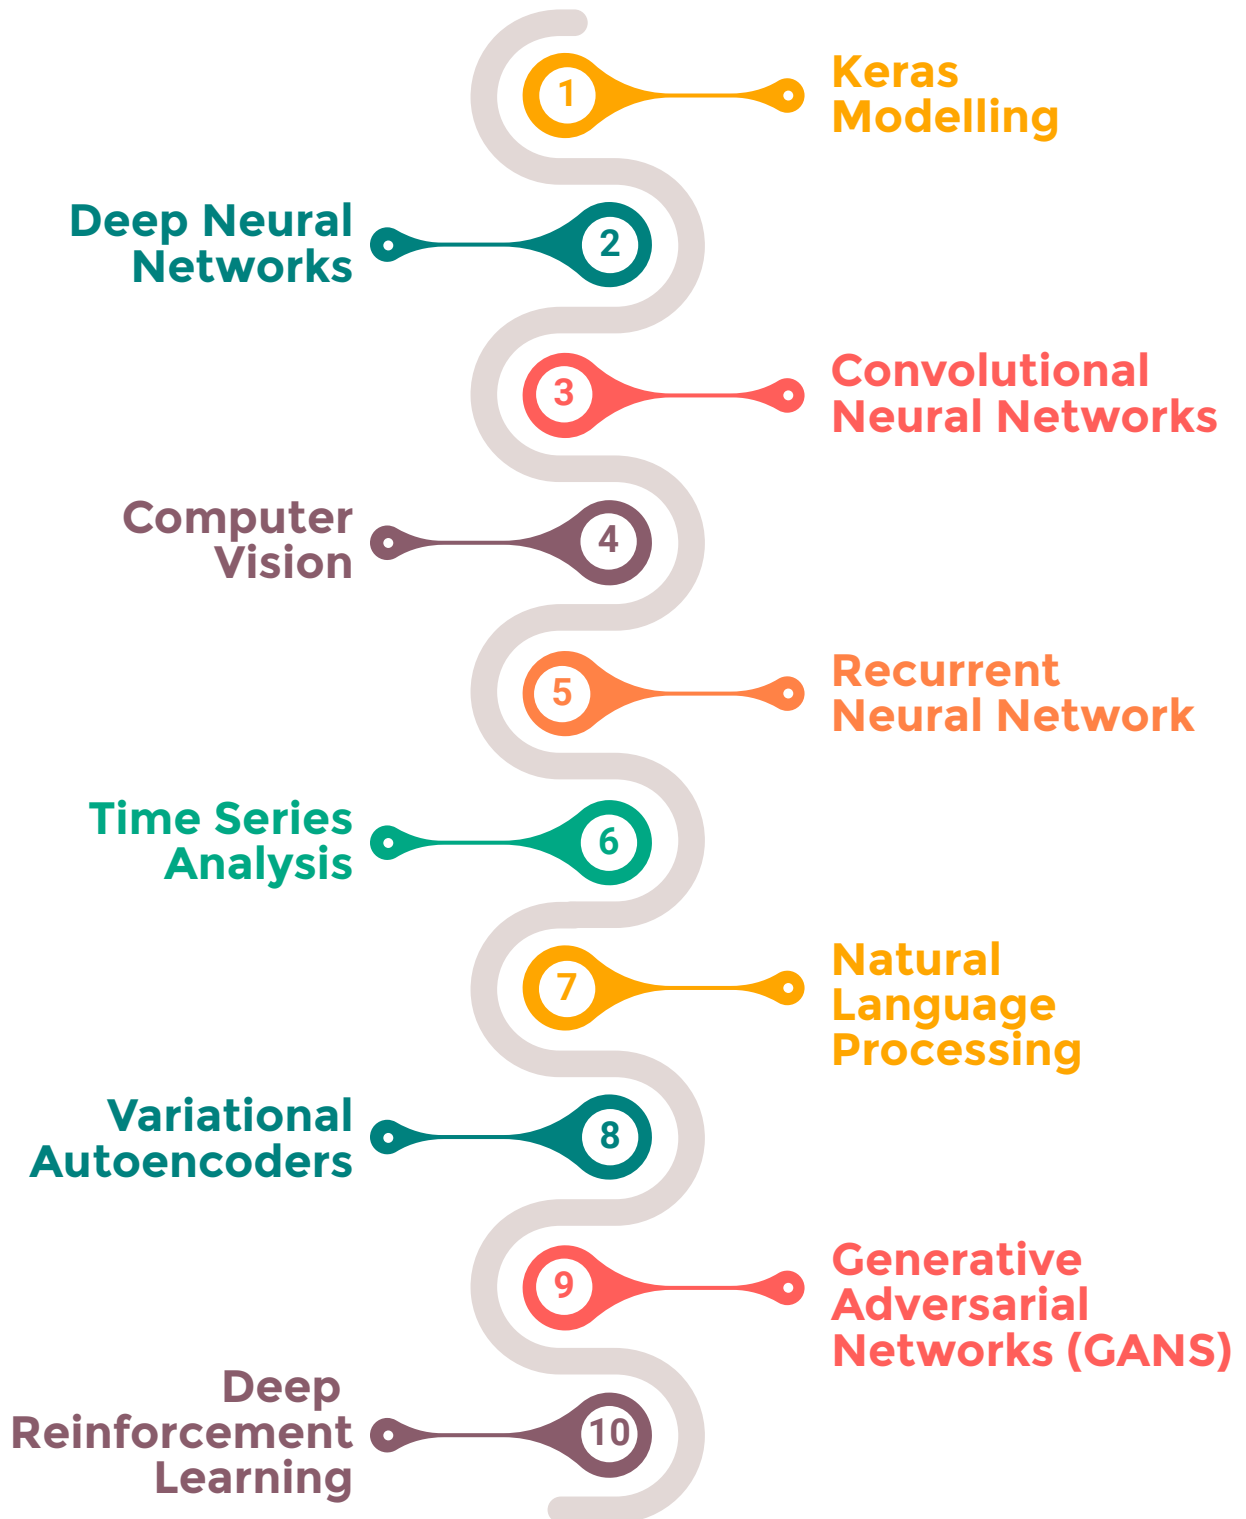 1
Keras
Modelling
Deep Neural
Networks
2
3
Convolutional
Neural Networks
Computer
Vision
4
5
Recurrent
Neural Network
Time Series
Analysis
6
7
Natural
Language
Processing
Variational
Autoencoders
8
9
Generative
Adversarial
Networks (GANS)
Deep
Reinforcement
Learning
10